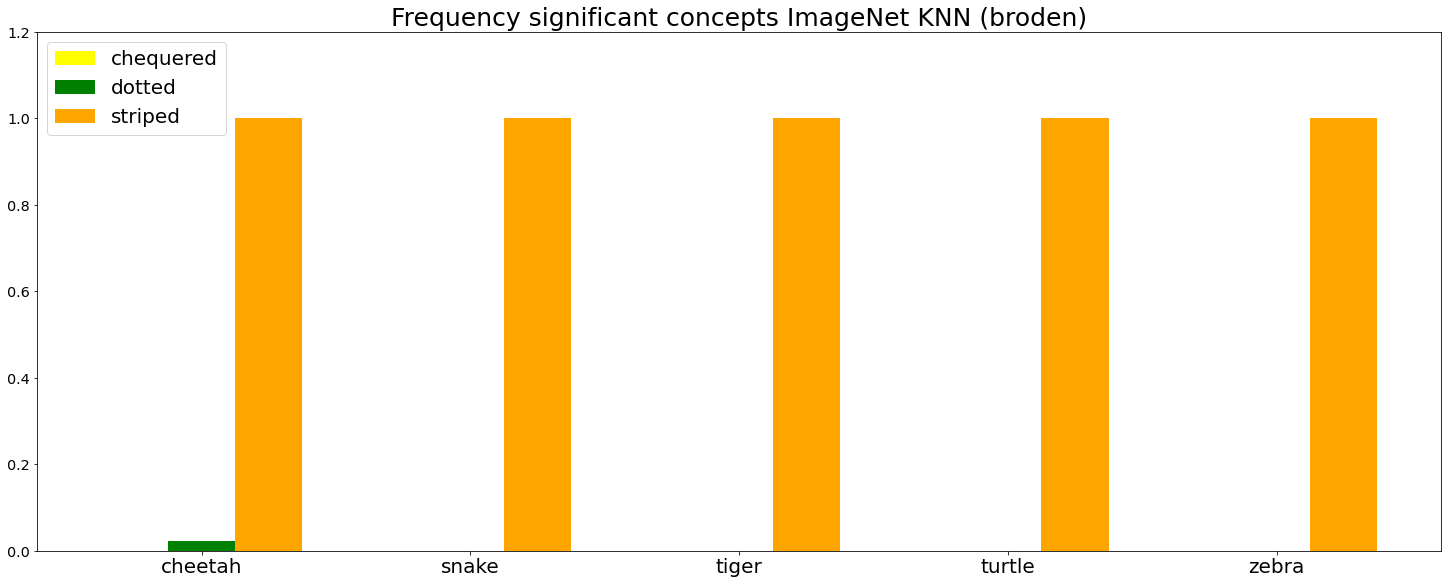 Frequency significant concepts ImageNet KNN (broden)
1.2
1.0
0.8
0.6
0.4
0.2
0.0
chequered
dotted
striped
cheetah snake tiger turtle zebra